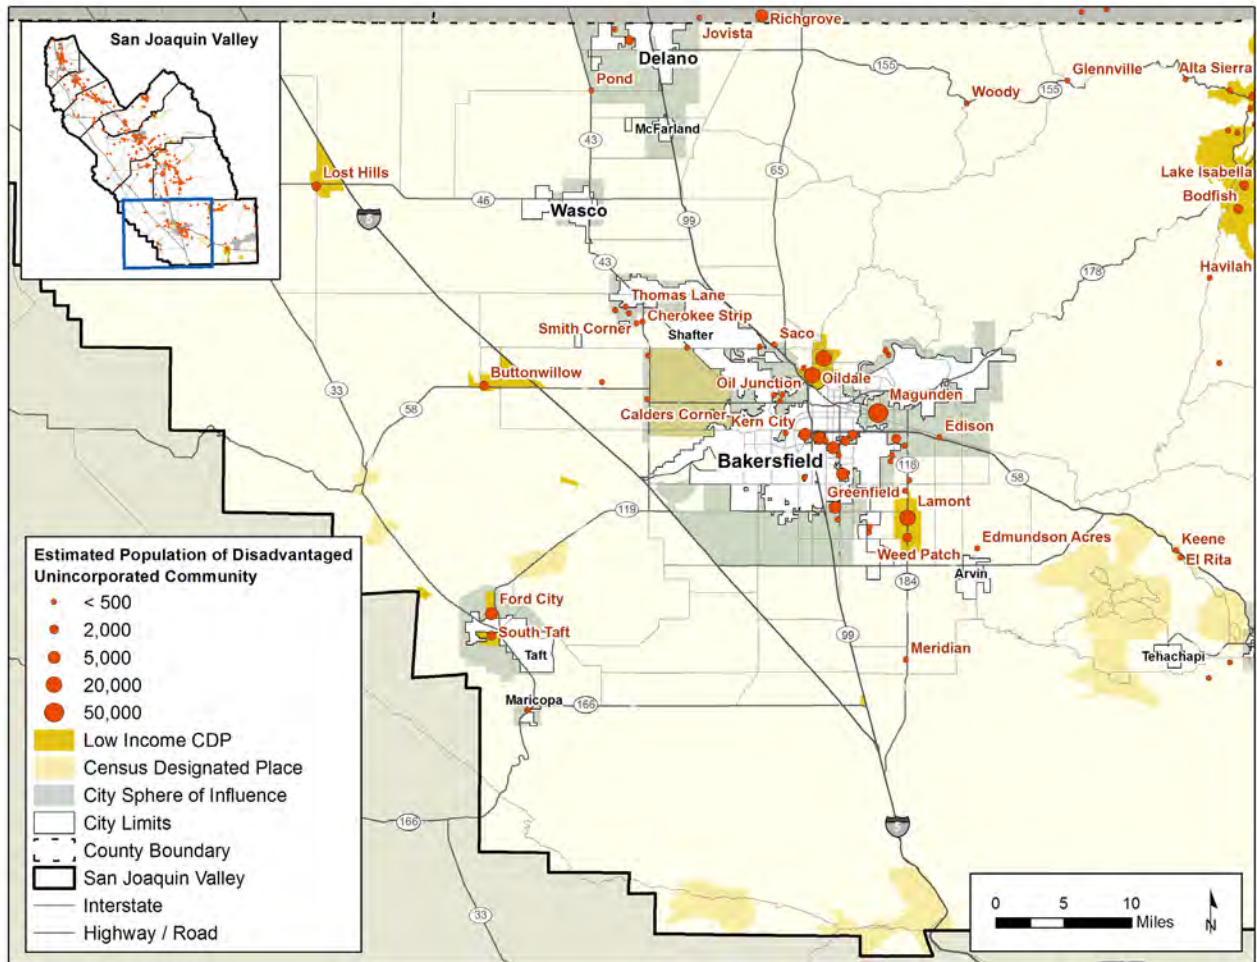 San Joaquin Valley
Richgrove
Jovista
Delano
Pond
155
Glennville
Alta Sierra
155
Woody
McFarland
43
65
Lost Hills
Lake Isabella
Bodfish
46
Wasco
5
99
43
178
Havilah
Thomas Lane
Cherokee Strip
Smith Corner
Shafter
Saco
Buttonwillow
Oil Junction
Oildale
Magunden
33
58
Calders Corner
Kern City
Edison
Bakersfield
118
58
Greenfield
Lamont
119
Weed Patch
Edmundson Acres
Keene
El Rita
Arvin
184
Ford City
South Taft
Taft
99
Meridian
Tehachapi
Maricopa
166
166
5
33
Estimated Population of Disadvantaged
Unincorporated Community
< 500
2,000
5,000
20,000
50,000
Low Income CDP
Census Designated Place
City Sphere of Influence
City Limits
County Boundary
San Joaquin Valley
Interstate
Highway / Road
0 5 10
Miles
N